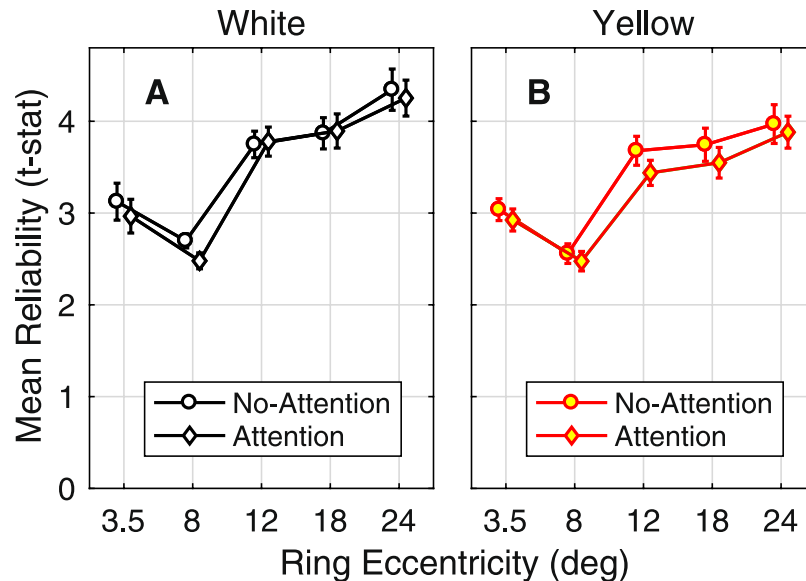 White
Yellow
A
B
Mean Reliability (t-stat)
4
3
2
1
0
No-Attention
Attention
No-Attention
Attention
3.5 8 12 18 24
3.5 8 12 18 24
Ring Eccentricity (deg)